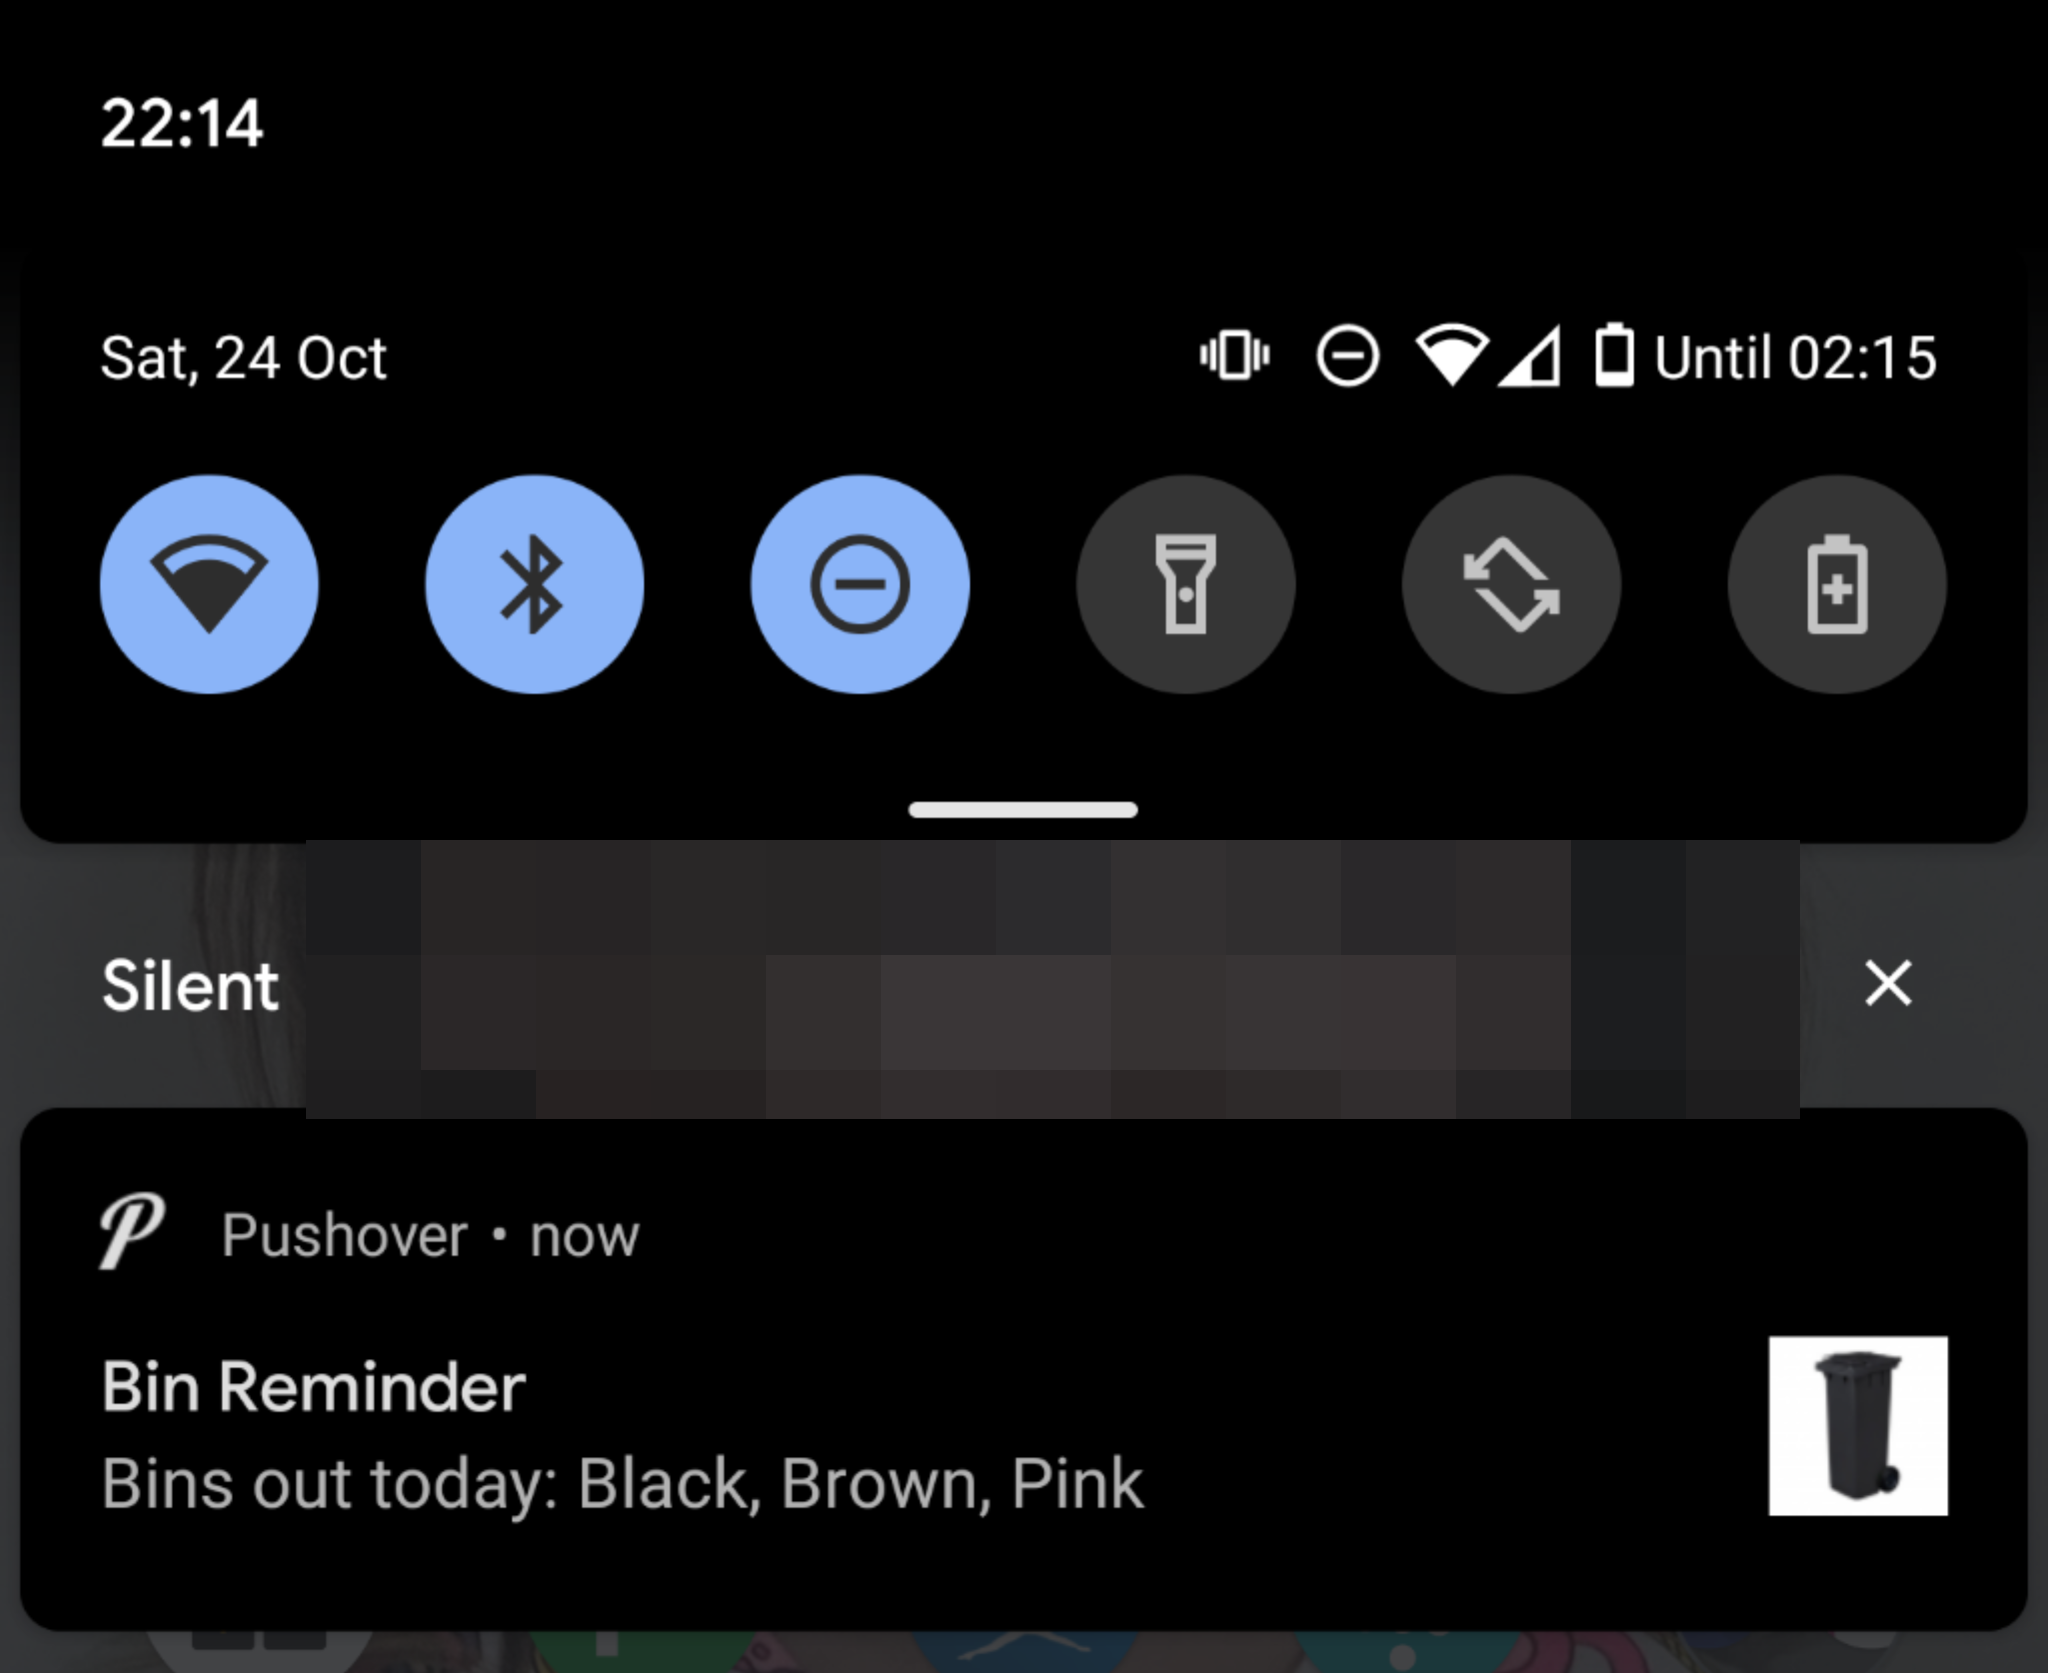 22:14
Sat, 24 Oct
Until 02:15
Silent
Pushover • now
Bin Reminder
Bins out today: Black, Brown, Pink